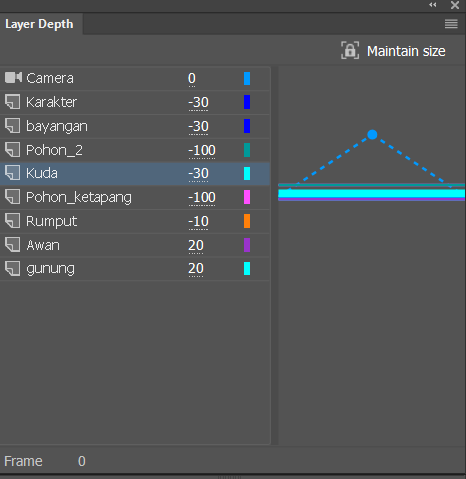 Layer Depth
Maintain size
Camera 0
Karakter -30
bayangan -30
Pohon_2 -100
Kuda -30
Pohon_ketapang -100
Rumput -10
Awan 20
gunung 20
Frame 0